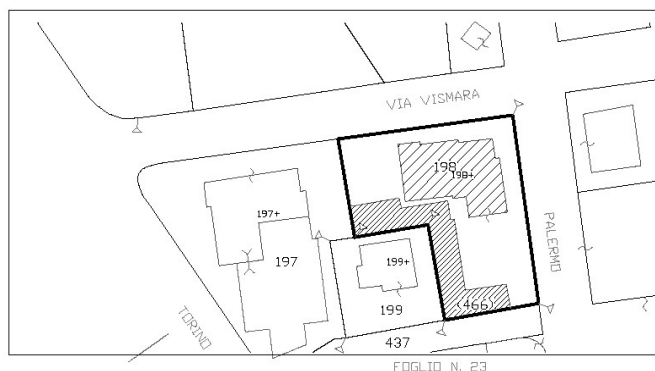 VIA VISMARA
198
198+
197+
197
PALERMO
199+
199
(466)
TORINO
437
FOGLIO N. 23